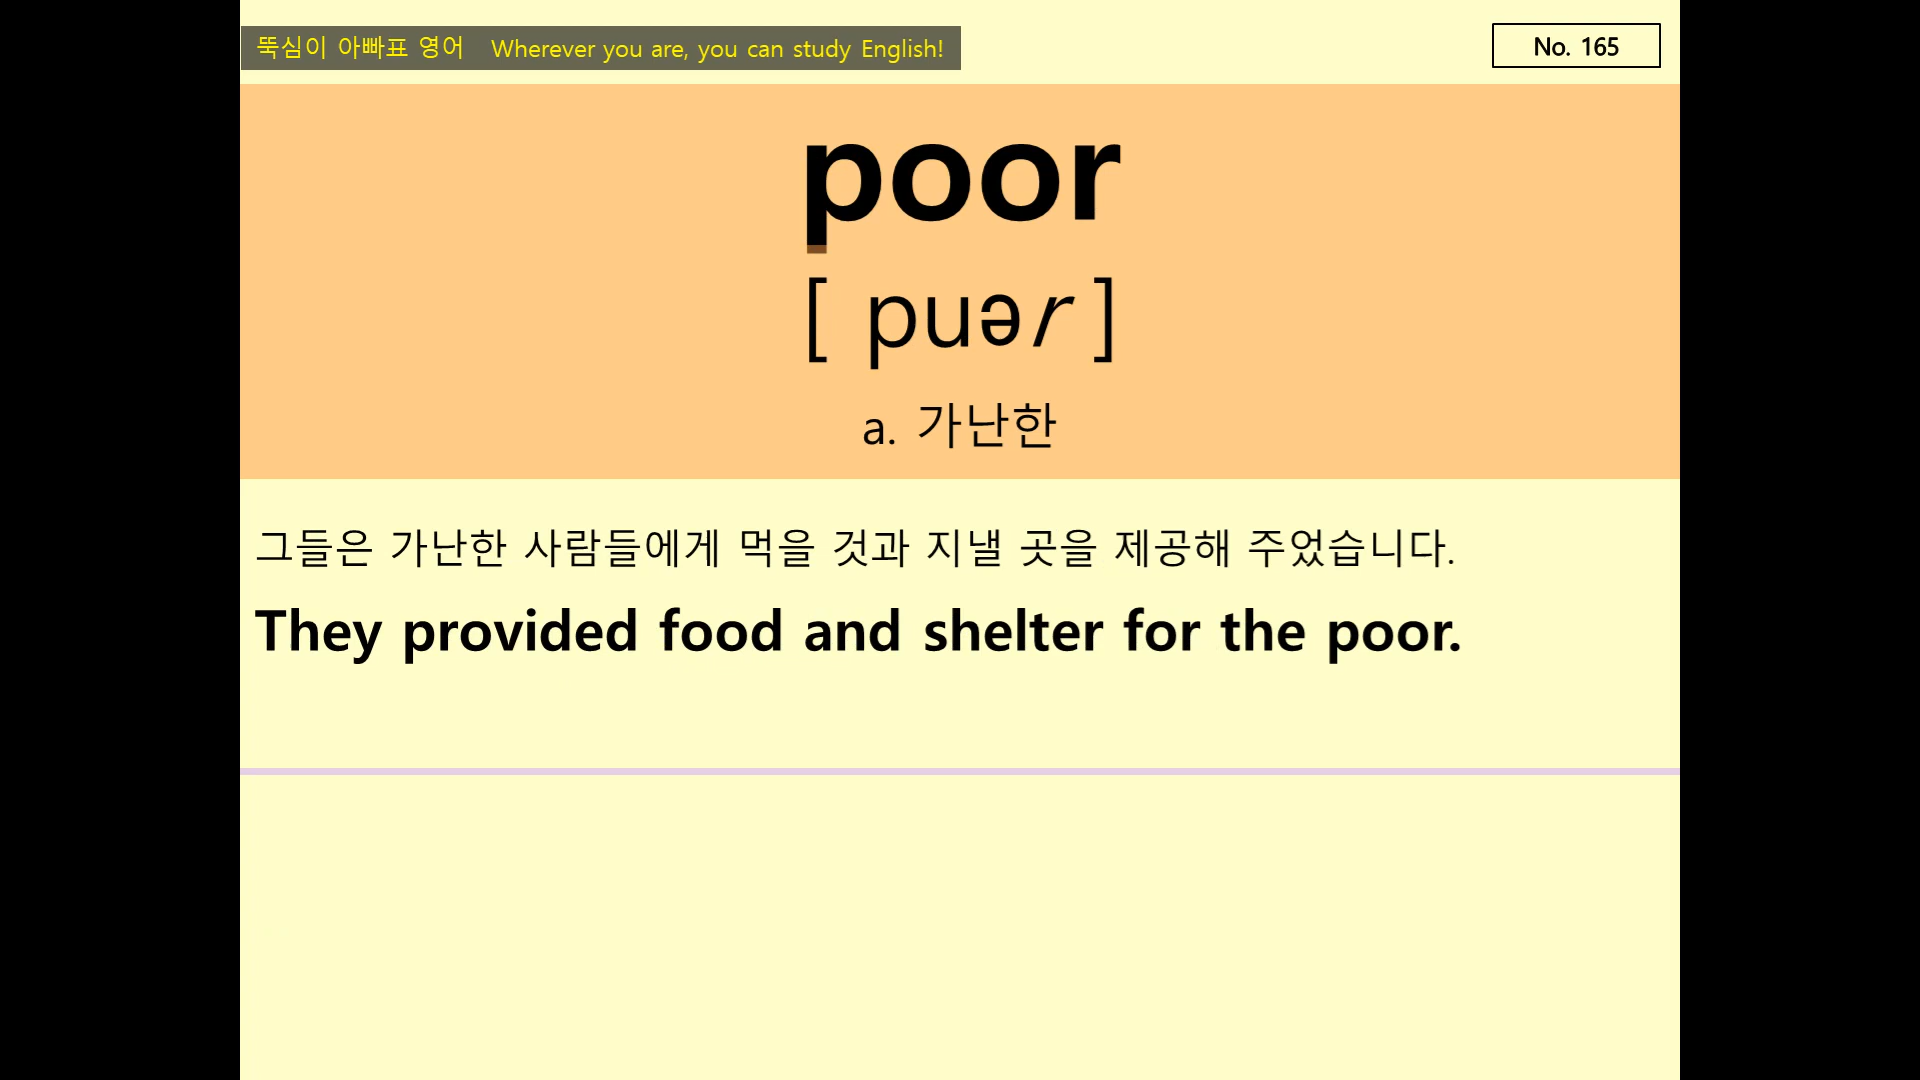 뚝심이 아빠표 영어 Wherever you are, you can study English!
No. 165
poor
[ puər ]
a. 가난한
그들은 가난한 사람들에게 먹을 것과 지낼 곳을 제공해 주었습니다.
They provided food and shelter for the poor.